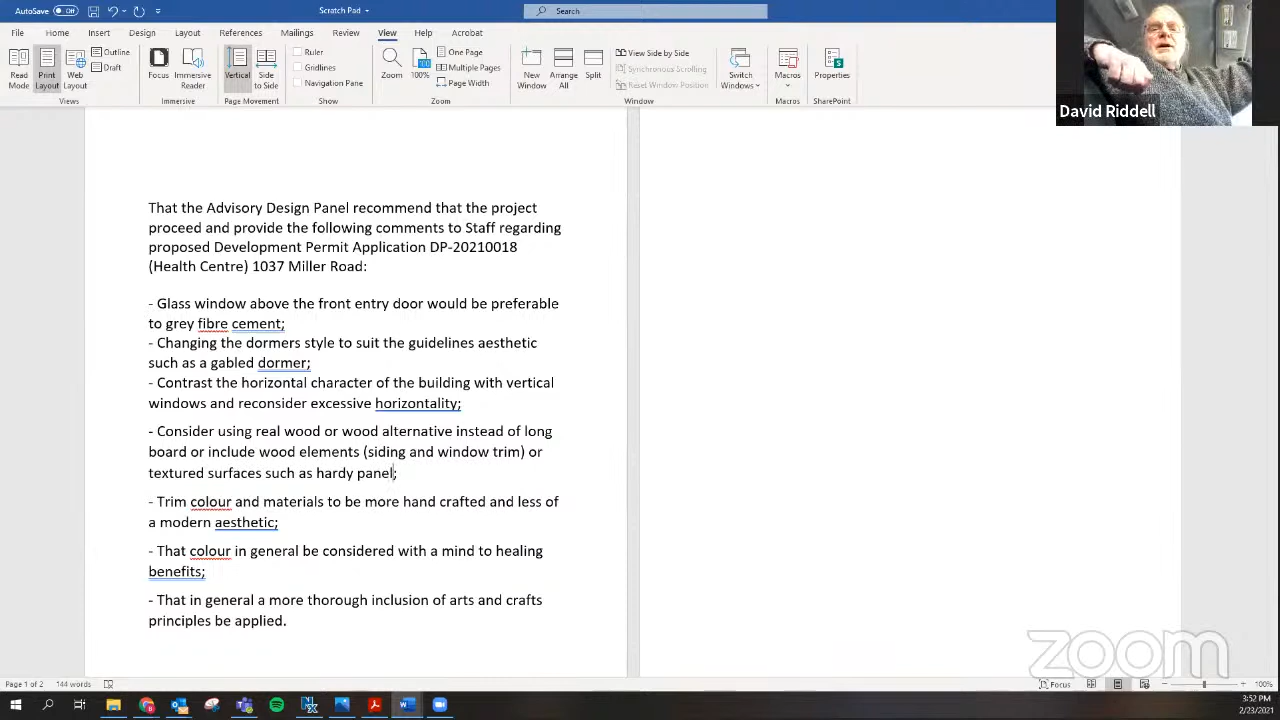 AutoSave Off
Scratch Pad
Search
File Home Insert Design Layout References Mailings Review View Help Acrobat
Read Mode
Print Layout
Web Layout
Outline
Draft
Views
Focus
Immersive Reader
Immersive
Vertical
Side to Side
Page Movement
Ruler
Gridlines
Navigation Pane
Show
Zoom
100%
One Page
Multiple Pages
Page Width
Zoom
New Window
Arrange All
Split
View Side by Side
Synchronous Scrolling
Reset Window Position
Window
Switch Windows
Macros
Macros
Properties
SharePoint
David Riddell
That the Advisory Design Panel recommend that the project
proceed and provide the following comments to Staff regarding
proposed Development Permit Application DP-20210018
(Health Centre) 1037 Miller Road:
- Glass window above the front entry door would be preferable
to grey fibre cement;
- Changing the dormers style to suit the guidelines aesthetic
such as a gabled dormer;
- Contrast the horizontal character of the building with vertical
windows and reconsider excessive horizontality;
- Consider using real wood or wood alternative instead of long
board or include wood elements (siding and window trim) or
textured surfaces such as hardy panel;
- Trim colour and materials to be more hand crafted and less of
a modern aesthetic;
- That colour in general be considered with a mind to healing
benefits;
- That in general a more thorough inclusion of arts and crafts
principles be applied.
zoom
Page 1 of 2 144 words
Focus
100%
3:52 PM
2/23/2021